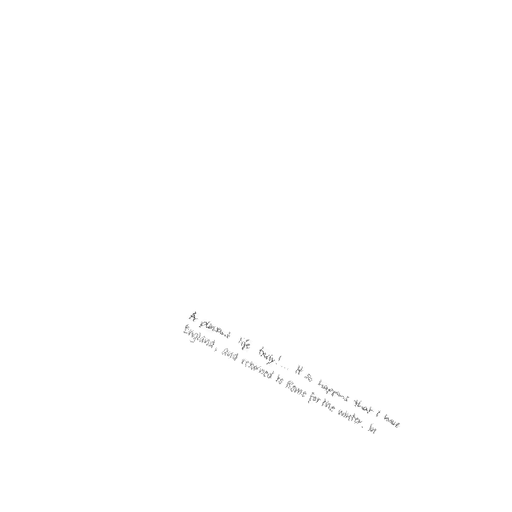 A pleasant life truly!.... It so happens that I have
England, and returned to Rome for the winter. In